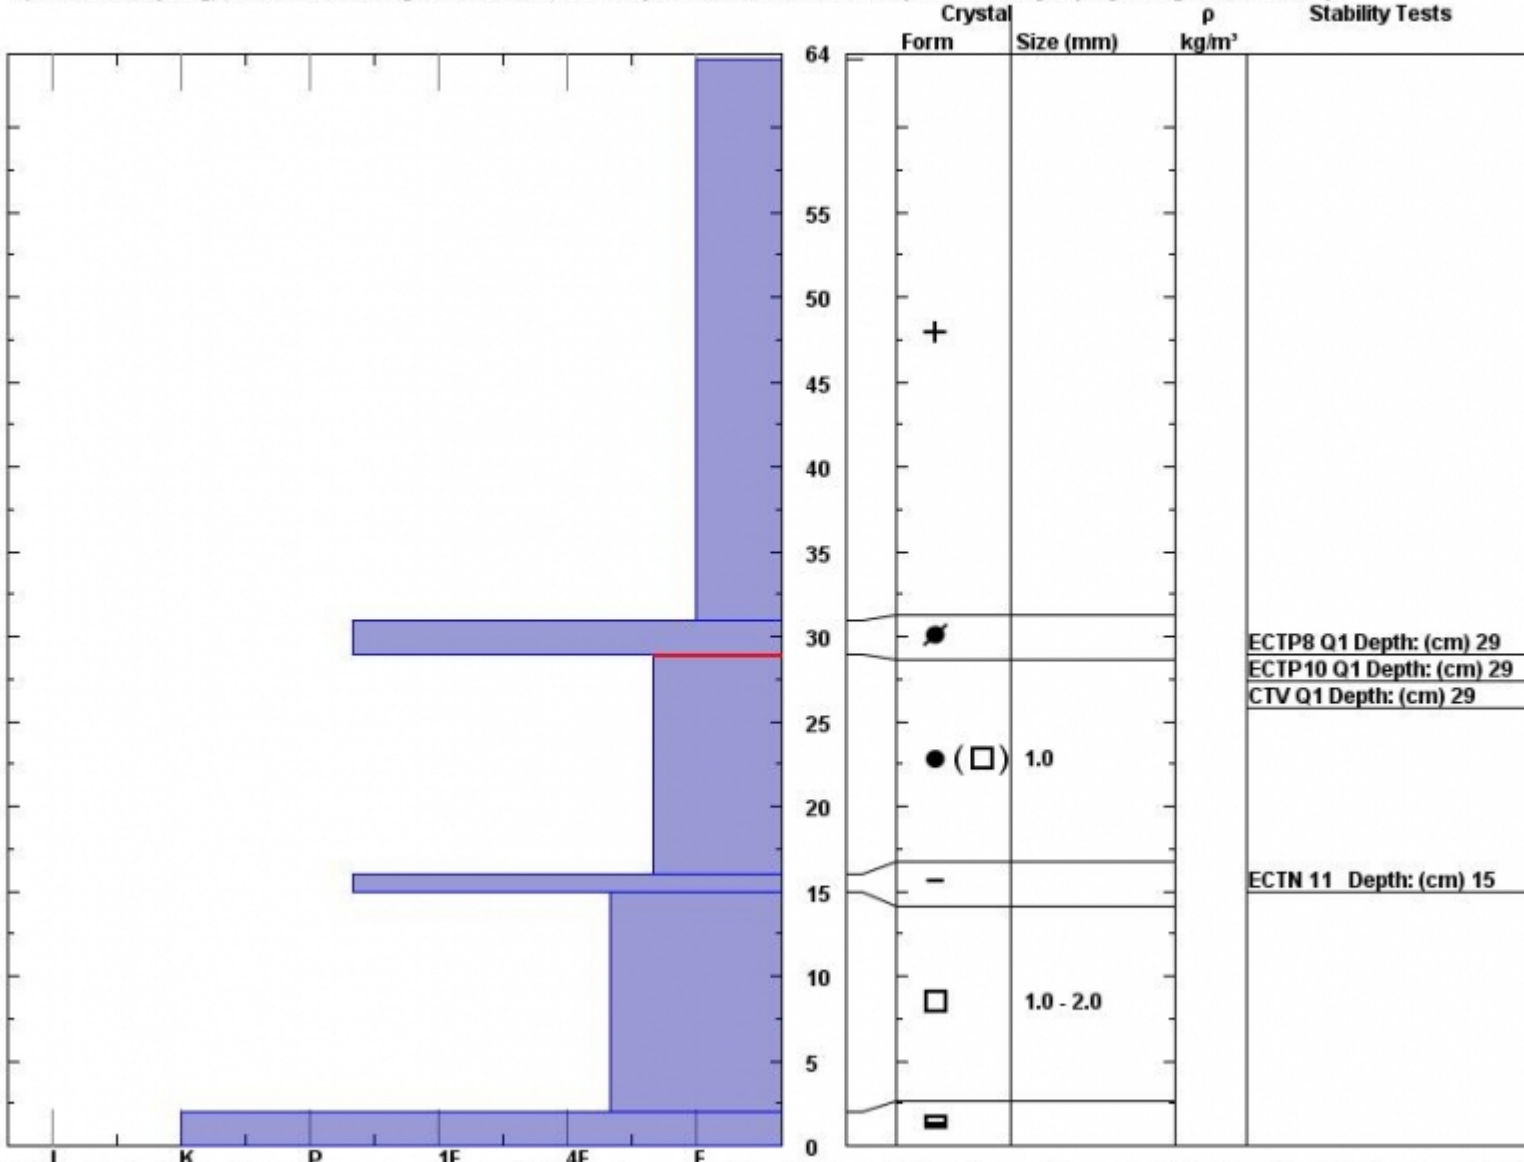 Crystal ρ Stability Tests
Form Size (mm) kg/m³
64
55
50
+
45
40
35
30
ECTP8 Q1 Depth: (cm) 29
ECTP10 Q1 Depth: (cm) 29
CTV Q1 Depth: (cm) 29
25
( ) 1.0
20
ECTN 11 Depth: (cm) 15
15
10
1.0 - 2.0
5
0
I K P 1F 4F F